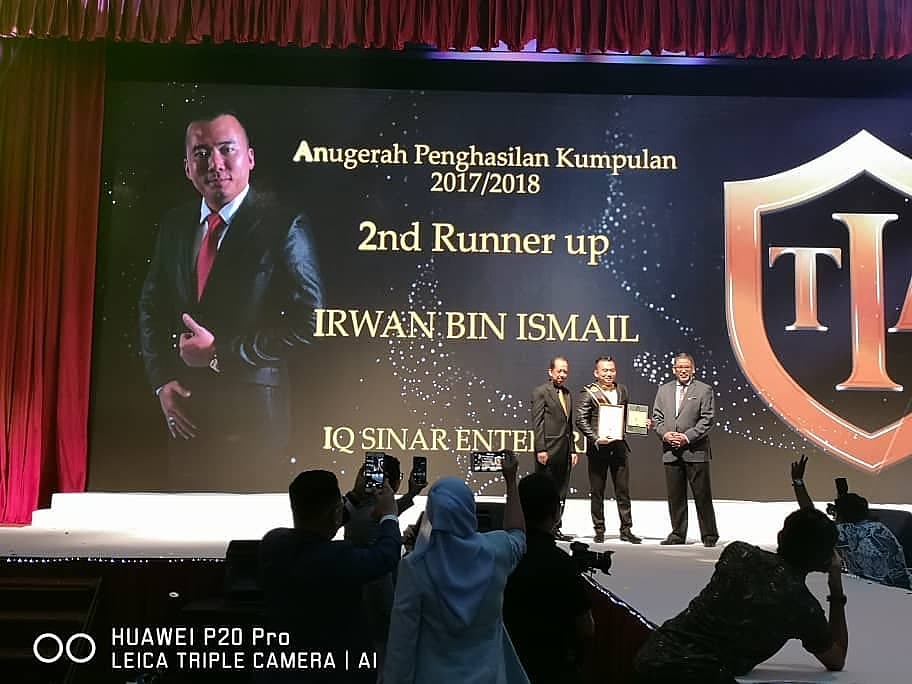 Anugerah Penghasilan Kumpulan
2017/2018
2nd Runner up
IRWAN BIN ISMAIL
IQ SINAR
TIA
HUAWEI P20 Pro
LEICA TRIPLE CAMERA | AI